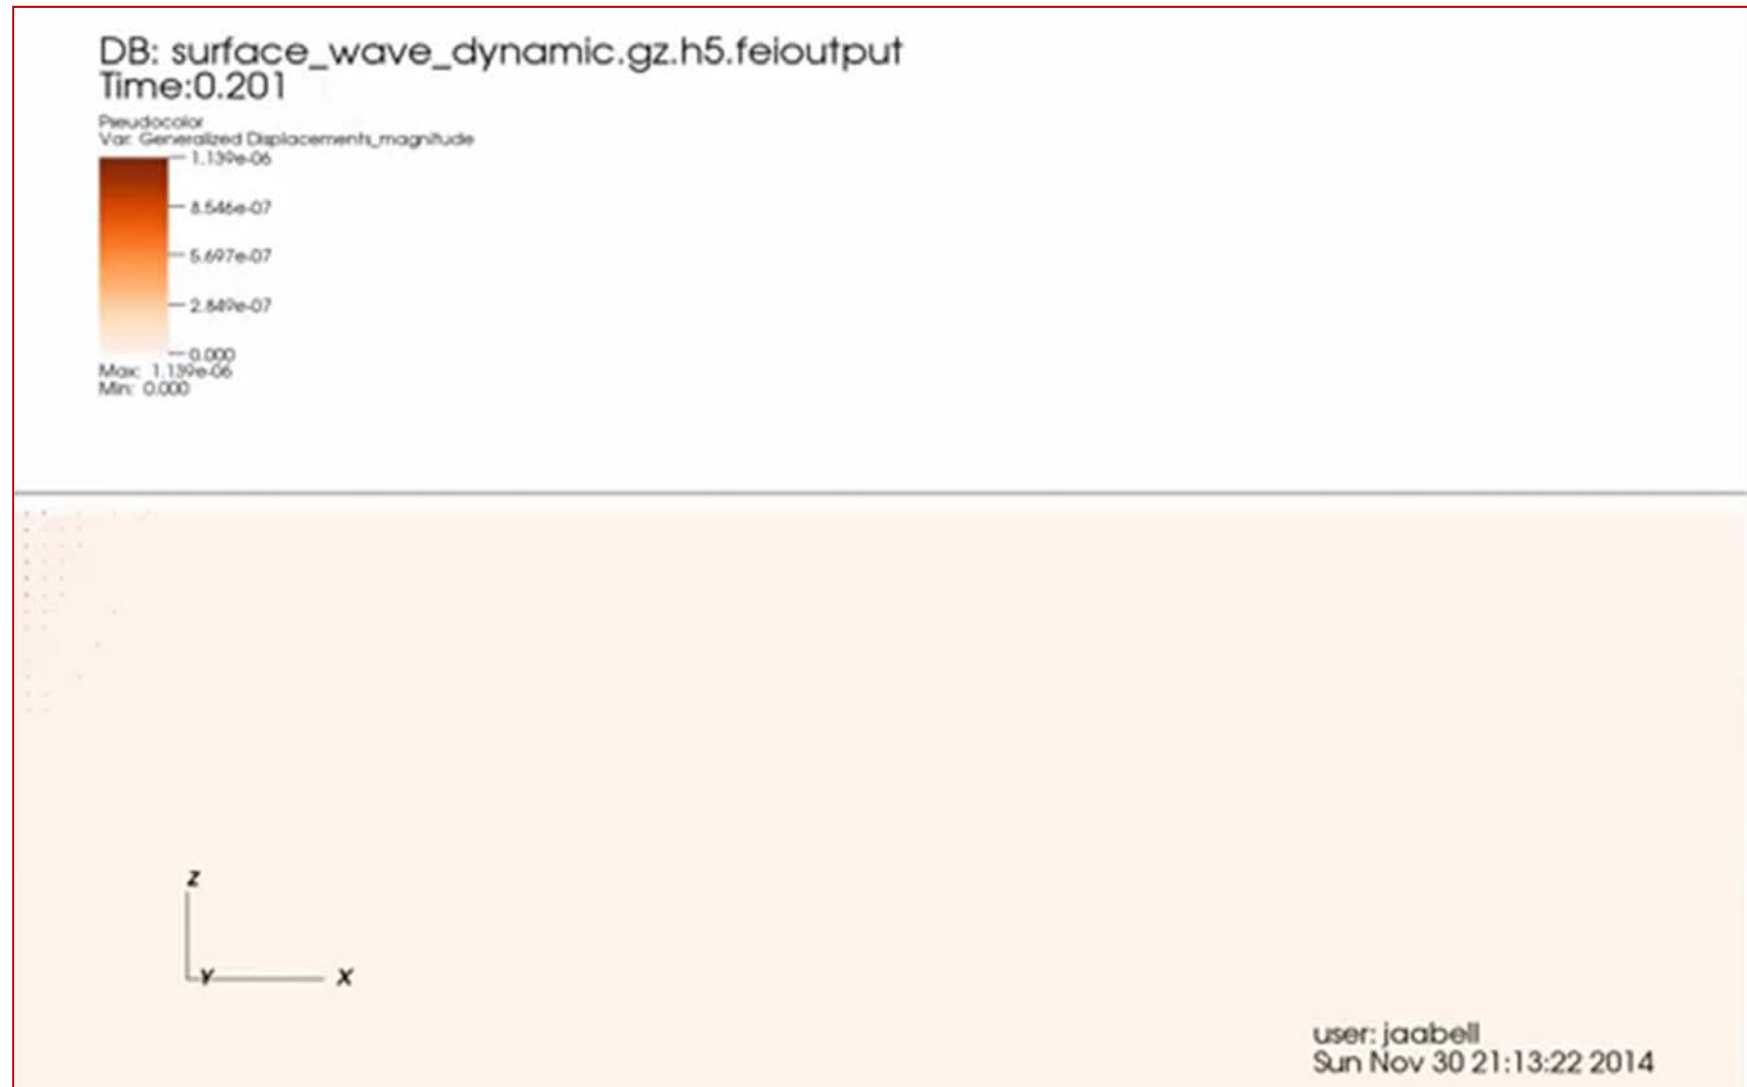 DB: surface_wave_dynamic.gz.h5.feioutput
Time:0.201
Pseudocolor
Var: Generalized Displacements_magnitude
1.139e-06
8.546e-07
5.697e-07
2.849e-07
0.000
Max: 1.139e-06
Min: 0.000
Z
Y
X
user: jaabell
Sun Nov 30 21:13:22 2014